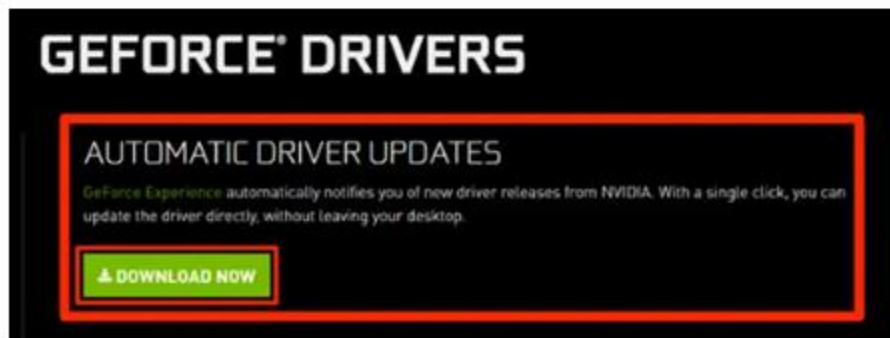 GEFORCE® DRIVERS
AUTOMATIC DRIVER UPDATES
GeForce Experience automatically notifies you of new driver releases from NVIDIA. With a single click, you can
update the driver directly, without leaving your desktop.
DOWNLOAD NOW